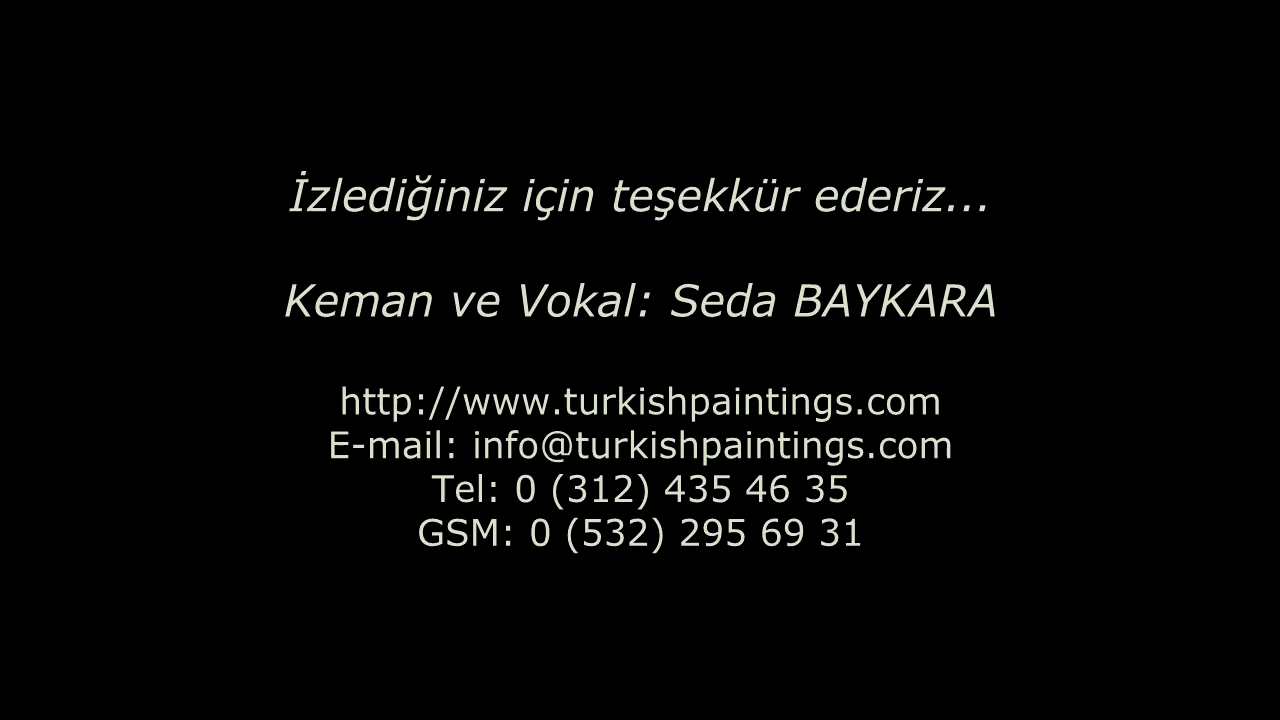 İzlediğiniz için teşekkür ederiz...
Keman ve Vokal: Seda BAYKARA
http://www.turkishpaintings.com
E-mail: info@turkishpaintings.com
Tel: 0 (312) 435 46 35
GSM: 0 (532) 295 69 31